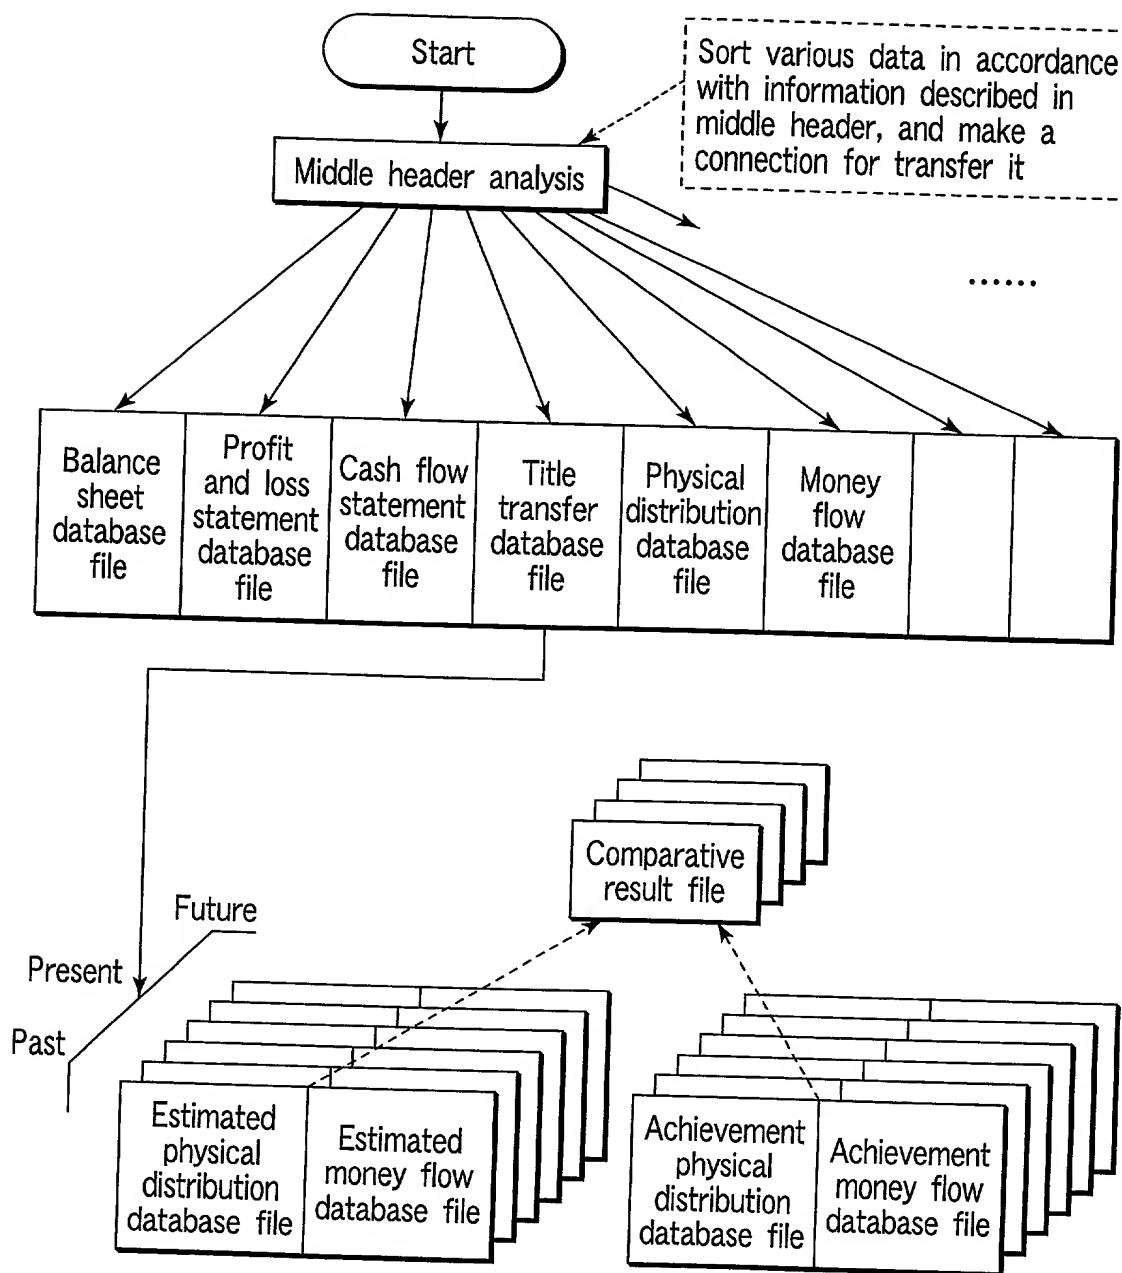 Start
Sort various data in accordance
with information described in
middle header, and make a
connection for transfer it
Middle header analysis
......
Balance
sheet
database
file
Profit
and loss
statement
database
file
Cash flow
statement
database
file
Title
transfer
database
file
Physical
distribution
database
file
Money
flow
database
file
Comparative
result file
Future
Present
Past
Estimated
physical
distribution
database file
Estimated
money flow
database file
Achievement
physical
distribution
database file
Achievement
money flow
database file